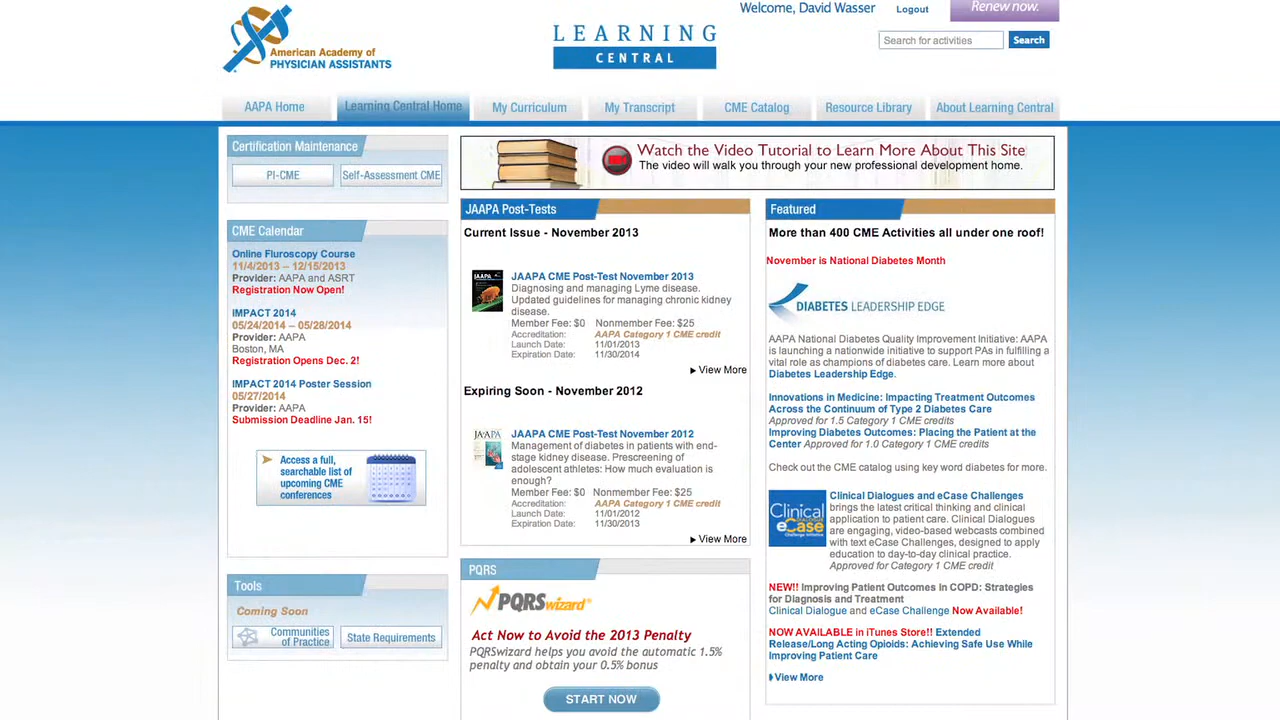 American Academy of
PHYSICIAN ASSISTANTS
LEARNING
CENTRAL
Welcome, David Wasser
Logout
Renew now.
Search for activities
Search
AAPA Home
Learning Central Home
My Curriculum
My Transcript
CME Catalog
Resource Library
About Learning Central
Certification Maintenance
PI-CME
Self-Assessment CME
CME Calendar
Online Fluroscopy Course
11/4/2013 – 12/15/2013
Provider: AAPA and ASRT
Registration Now Open!
IMPACT 2014
05/24/2014 – 05/28/2014
Provider: AAPA
Boston, MA
Registration Opens Dec. 2!
IMPACT 2014 Poster Session
05/27/2014
Provider: AAPA
Submission Deadline Jan. 15!
Access a full,
searchable list of
upcoming CME
conferences
Tools
Coming Soon
Communities
of Practice
State Requirements
Watch the Video Tutorial to Learn More About This Site
The video will walk you through your new professional development home.
JAAPA Post-Tests
Current Issue - November 2013
JAAPA
JAAPA CME Post-Test November 2013
Diagnosing and managing Lyme disease.
Updated guidelines for managing chronic kidney
disease.
Member Fee: $0 Nonmember Fee: $25
Accreditation: AAPA Category 1 CME credit
Launch Date: 11/01/2013
Expiration Date: 11/30/2014
View More
Expiring Soon - November 2012
JAAPA
JAAPA CME Post-Test November 2012
Management of diabetes in patients with end-
stage kidney disease. Prescreening of
adolescent athletes: How much evaluation is
enough?
Member Fee: $0 Nonmember Fee: $25
Accreditation: AAPA Category 1 CME credit
Launch Date: 11/01/2012
Expiration Date: 11/30/2013
View More
PQRS
PQRSwizard
Act Now to Avoid the 2013 Penalty
PQRSwizard helps you avoid the automatic 1.5%
penalty and obtain your 0.5% bonus
START NOW
Featured
More than 400 CME Activities all under one roof!
November is National Diabetes Month
DIABETES LEADERSHIP EDGE
AAPA National Diabetes Quality Improvement Initiative: AAPA
is launching a nationwide initiative to support PAs in fulfilling a
vital role as champions of diabetes care. Learn more about
Diabetes Leadership Edge.
Innovations in Medicine: Impacting Treatment Outcomes
Across the Continuum of Type 2 Diabetes Care
Approved for 1.5 Category 1 CME credits
Improving Diabetes Outcomes: Placing the Patient at the
Center Approved for 1.0 Category 1 CME credits
Check out the CME catalog using key word diabetes for more.
Clinical
DIALOGUES
eCase
Challenge Initiative
Clinical Dialogues and eCase Challenges
brings the latest critical thinking and clinical
application to patient care. Clinical Dialogues
are engaging, video-based webcasts combined
with text eCase Challenges, designed to apply
education to day-to-day clinical practice.
Approved for Category 1 CME credit
NEW!! Improving Patient Outcomes in COPD: Strategies
for Diagnosis and Treatment
Clinical Dialogue and eCase Challenge Now Available!
NOW AVAILABLE in iTunes Store!! Extended
Release/Long Acting Opioids: Achieving Safe Use While
Improving Patient Care
View More